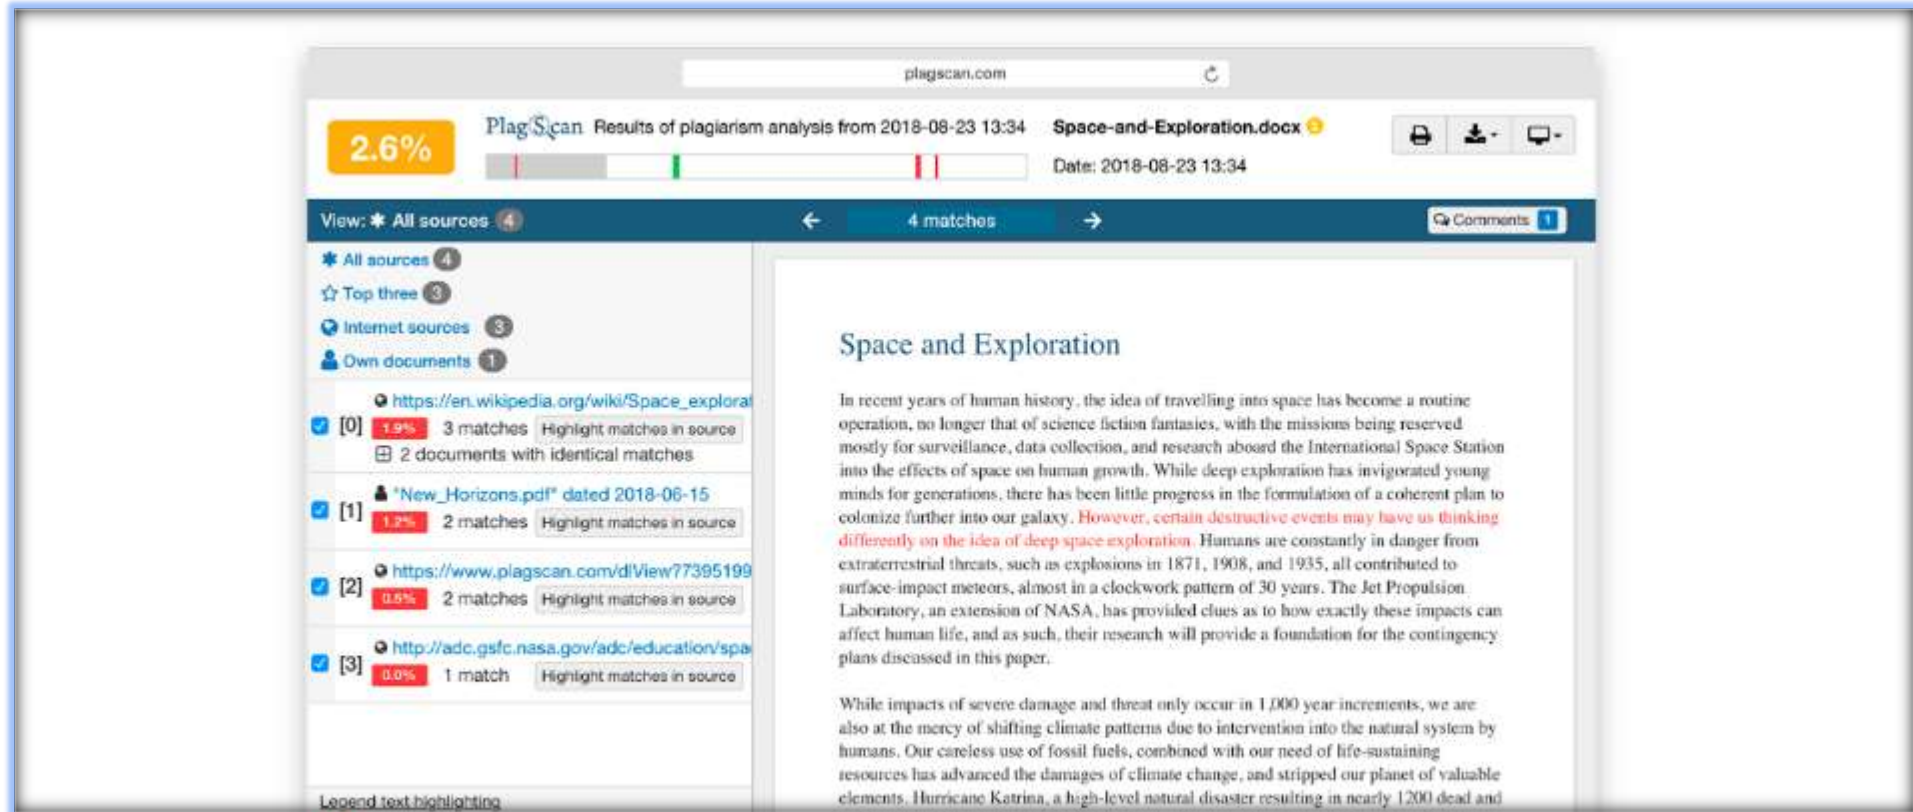 plagscan.com
2.6%
PlagScan Results of plagiarism analysis from 2018-08-23 13:34
Space-and-Exploration.docx
Date: 2018-08-23 13:34
View: All sources 4
4 matches
Comments 1
All sources 4
Top three 3
Internet sources 3
Own documents 1
[0] https://en.wikipedia.org/wiki/Space_explorat
1.9% 3 matches Highlight matches in source
2 documents with identical matches
[1] "New_Horizons.pdf" dated 2018-06-15
1.2% 2 matches Highlight matches in source
[2] https://www.plagscan.com/dlView?7395199
0.5% 2 matches Highlight matches in source
[3] http://adc.gsfc.nasa.gov/adc/education/spa
0.0% 1 match Highlight matches in source
Legend text highlighting
Space and Exploration
In recent years of human history, the idea of travelling into space has become a routine
operation, no longer that of science fiction fantasies, with the missions being reserved
mostly for surveillance, data collection, and research aboard the International Space Station
into the effects of space on human growth. While deep exploration has invigorated young
minds for generations, there has been little progress in the formulation of a coherent plan to
colonize further into our galaxy. However, certain destructive events may have us thinking
differently on the idea of deep space exploration. Humans are constantly in danger from
extraterrestrial threats, such as explosions in 1871, 1908, and 1935, all contributed to
surface-impact meteors, almost in a clockwork pattern of 30 years. The Jet Propulsion
Laboratory, an extension of NASA, has provided clues as to how exactly these impacts can
affect human life, and as such, their research will provide a foundation for the contingency
plans discussed in this paper.
While impacts of severe damage and threat only occur in 1,000 year increments, we are
also at the mercy of shifting climate patterns due to intervention into the natural system by
humans. Our careless use of fossil fuels, combined with our need of life-sustaining
resources has advanced the damages of climate change, and stripped our planet of valuable
elements. Hurricane Katrina, a high-level natural disaster resulting in nearly 1200 dead and